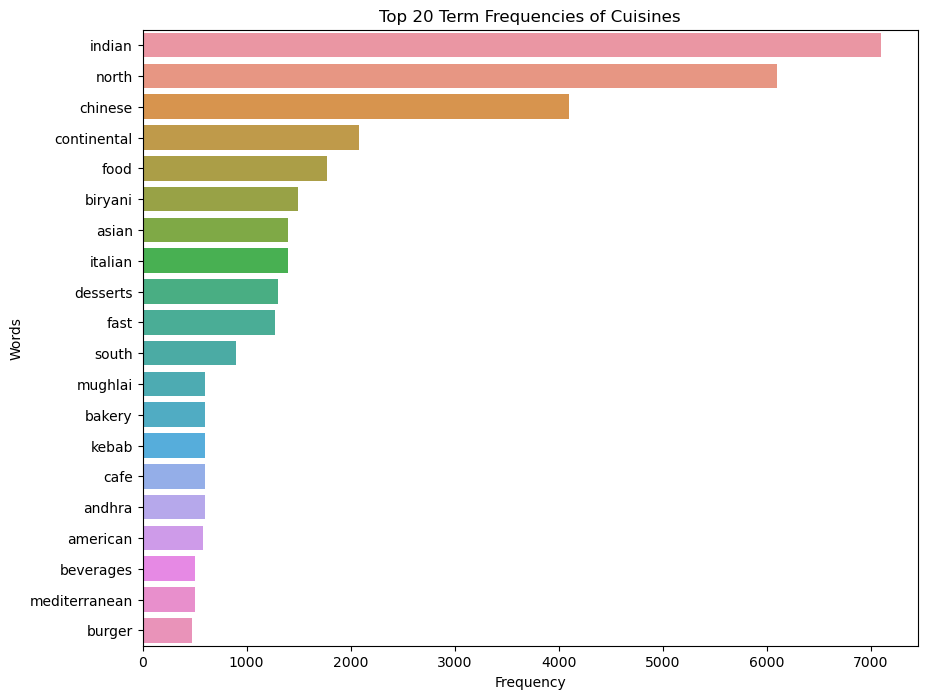 Top 20 Term Frequencies of Cuisines
indian
north
chinese
continental
food
biryani
asian
italian
desserts
fast
south
mughlai
bakery
kebab
cafe
andhra
american
beverages
mediterranean
burger
Words
0 1000 2000 3000 4000 5000 6000 7000
Frequency